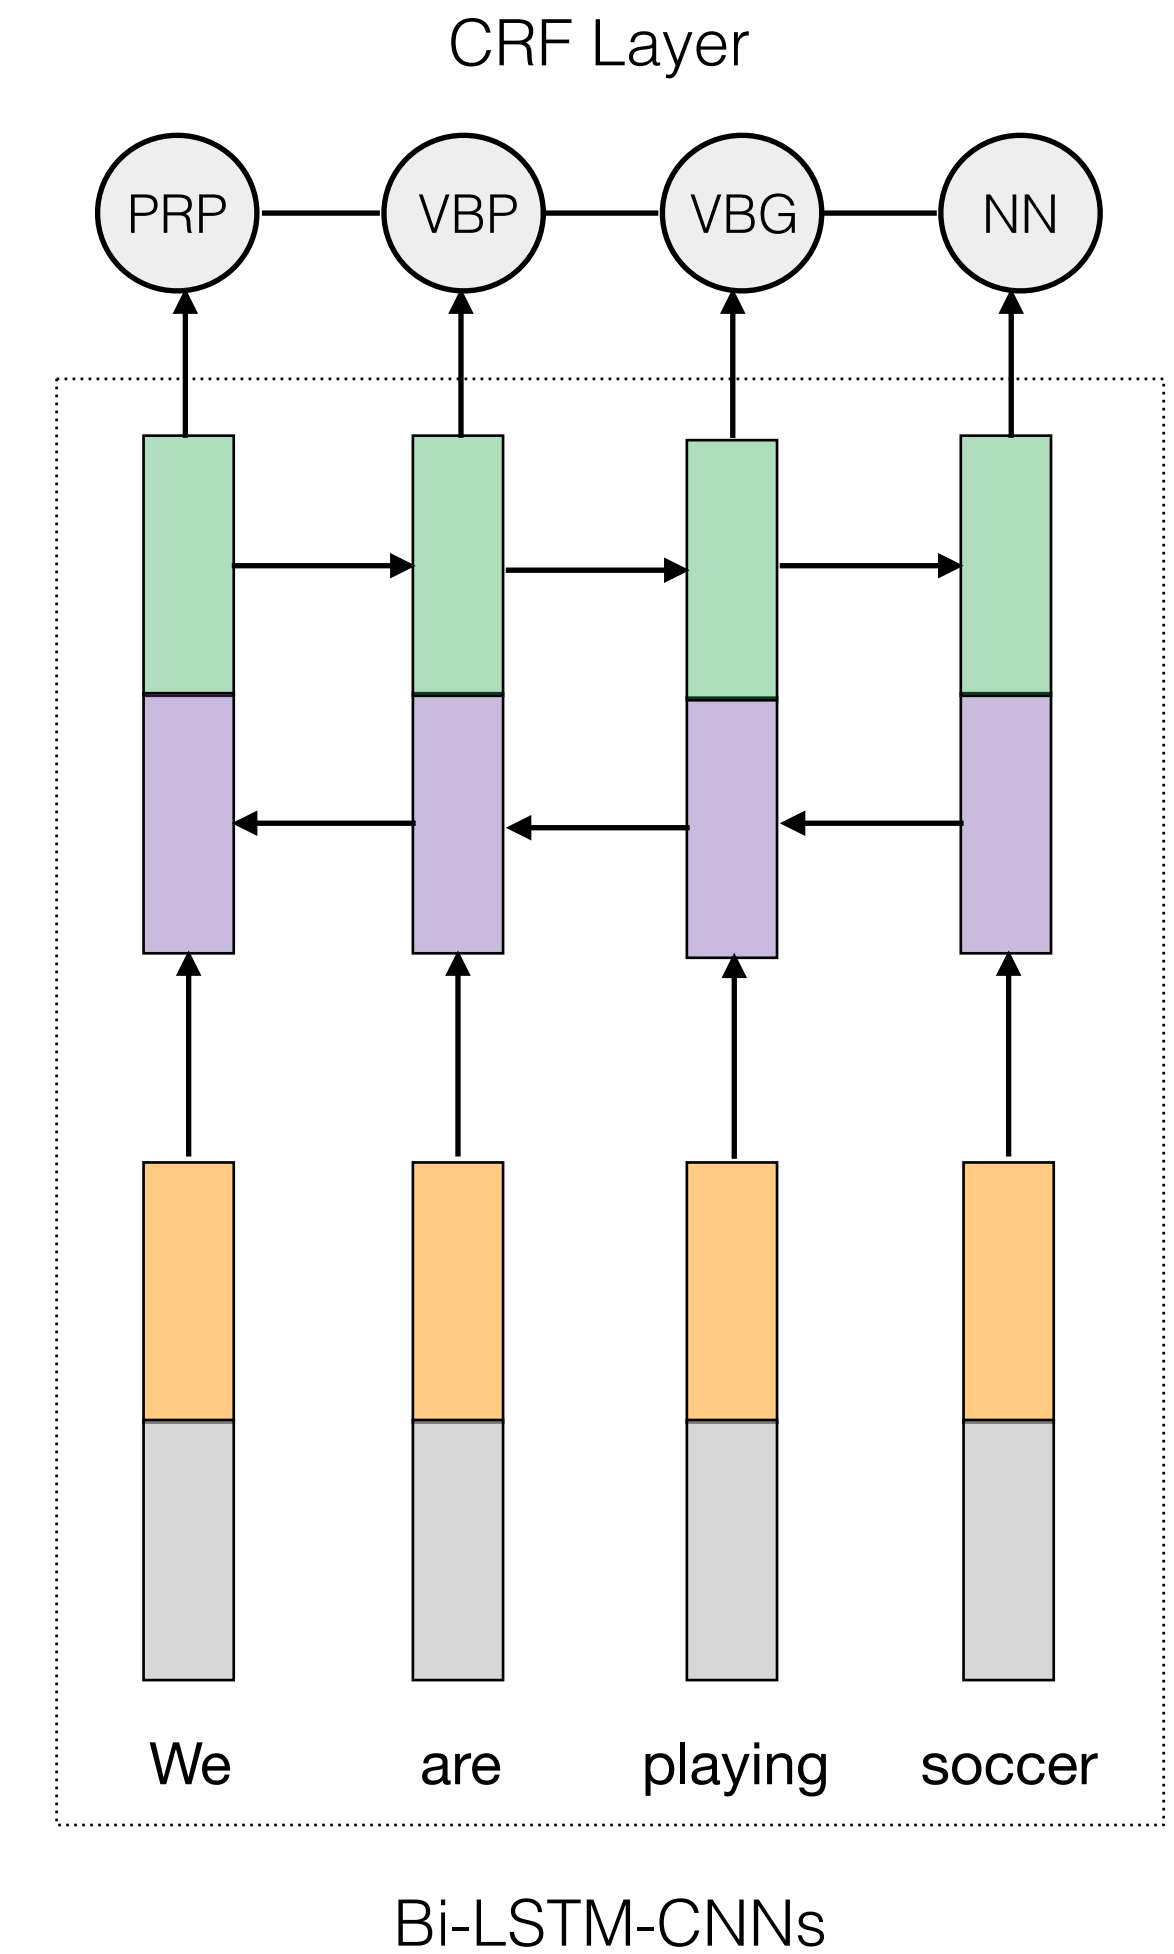 CRF Layer
PRP VBP VBG NN
We are playing soccer
Bi-LSTM-CNNs